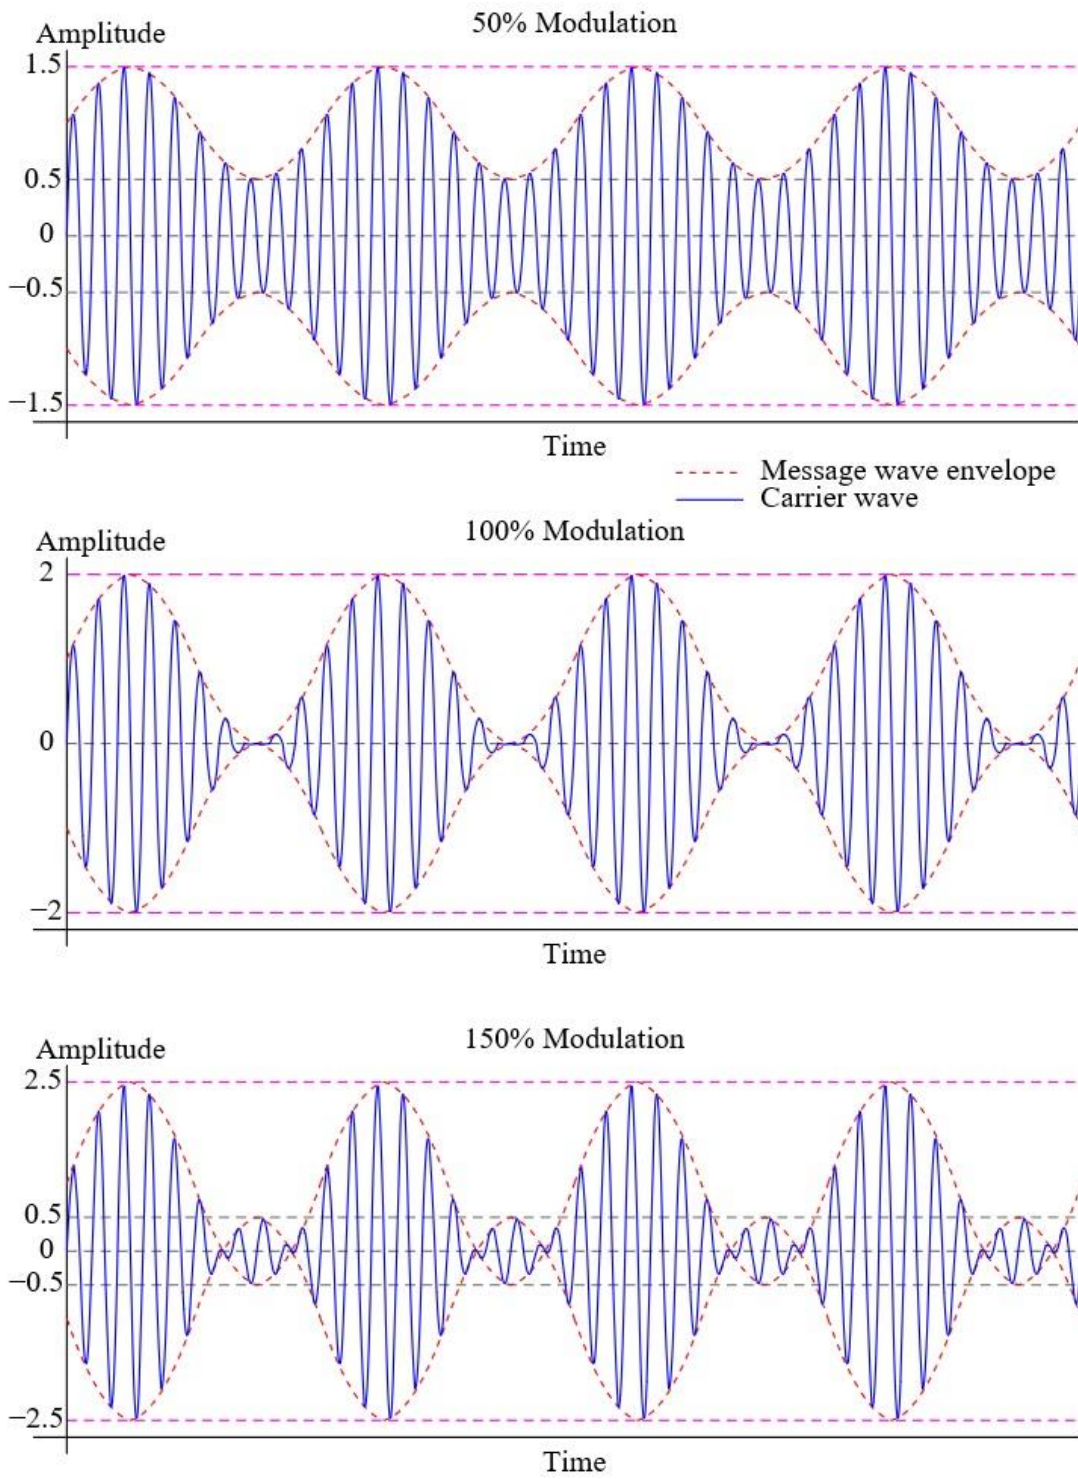 50% Modulation
Amplitude
1.5
0.5
0
−0.5
−1.5
Time
Message wave envelope
Carrier wave
100% Modulation
Amplitude
2
0
−2
Time
150% Modulation
Amplitude
2.5
0.5
0
−0.5
−2.5
Time